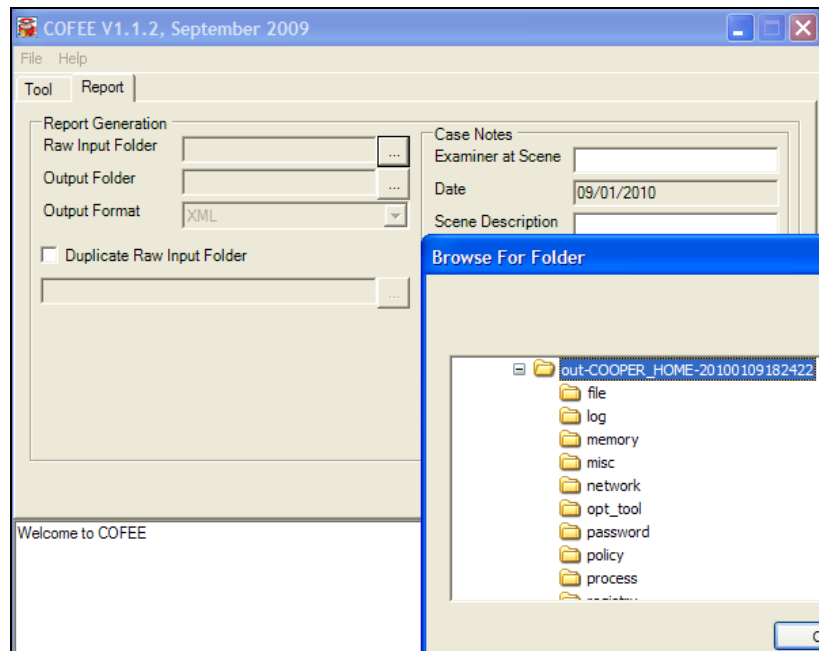 COFEE V1.1.2, September 2009
File Help
Tool Report
Report Generation
Raw Input Folder ...
Output Folder ...
Output Format XML
Duplicate Raw Input Folder
...
Case Notes
Examiner at Scene
Date 09/01/2010
Scene Description
Browse For Folder
out-COOPER_HOME-20100109182422
file
log
memory
misc
network
opt_tool
password
policy
process
Welcome to COFEE